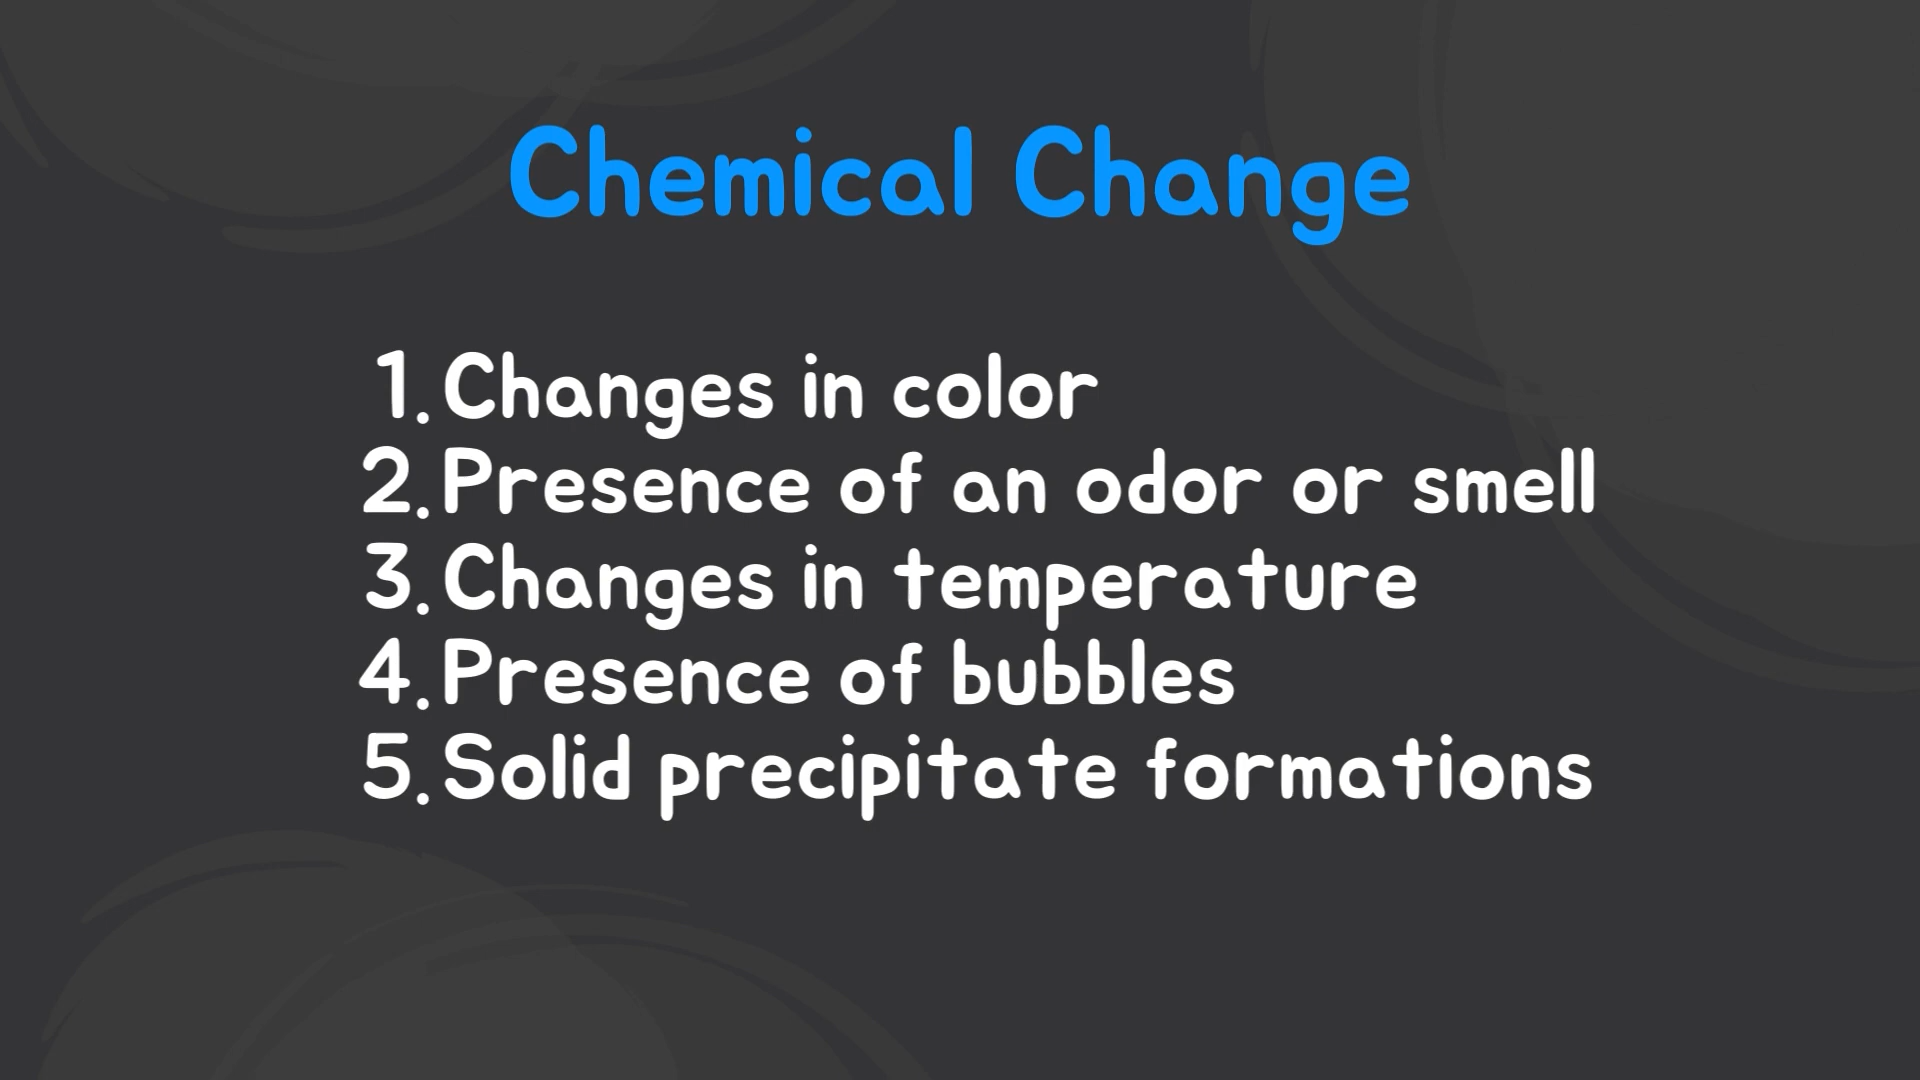 Chemical Change
1. Changes in color
2. Presence of an odor or smell
3. Changes in temperature
4. Presence of bubbles
5. Solid precipitate formations